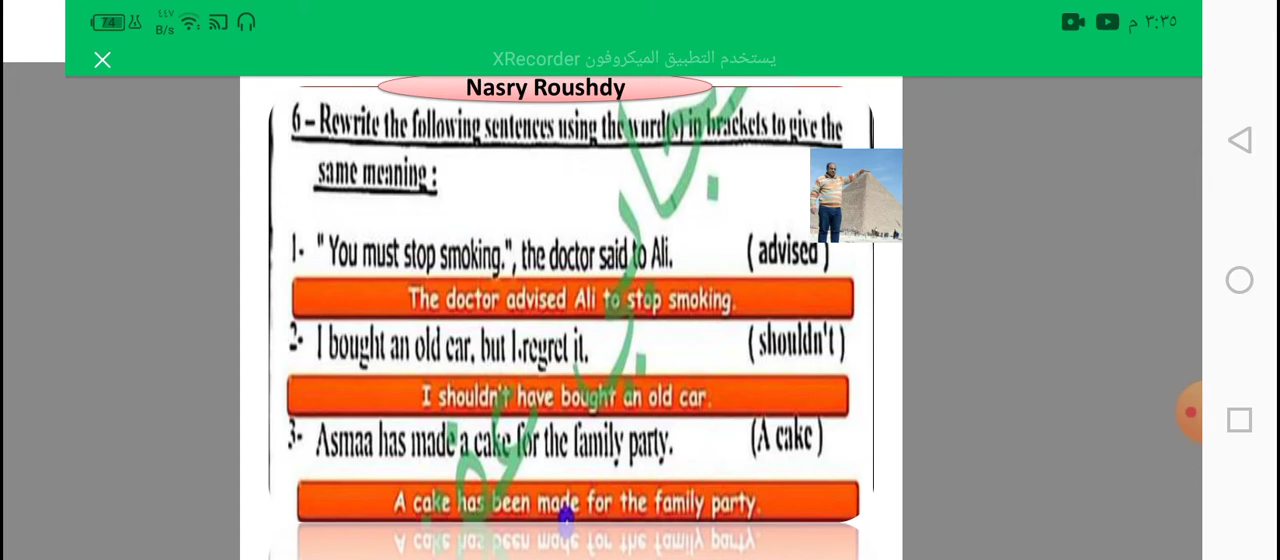 74 ٤٤٧ B/s ٣:٣٥ م
يستخدم التطبيق الميكروفون XRecorder
Nasry Roushdy
6 – Rewrite the following sentences using the word(s) in brackets to give the
same meaning :
1- " You must stop smoking.", the doctor said to Ali. ( advised )
The doctor advised Ali to stop smoking.
2- I bought an old car, but I regret it. ( shouldn't )
I shouldn't have bought an old car.
3- Asmaa has made a cake for the family party. (A cake )
A cake has been made for the family party.